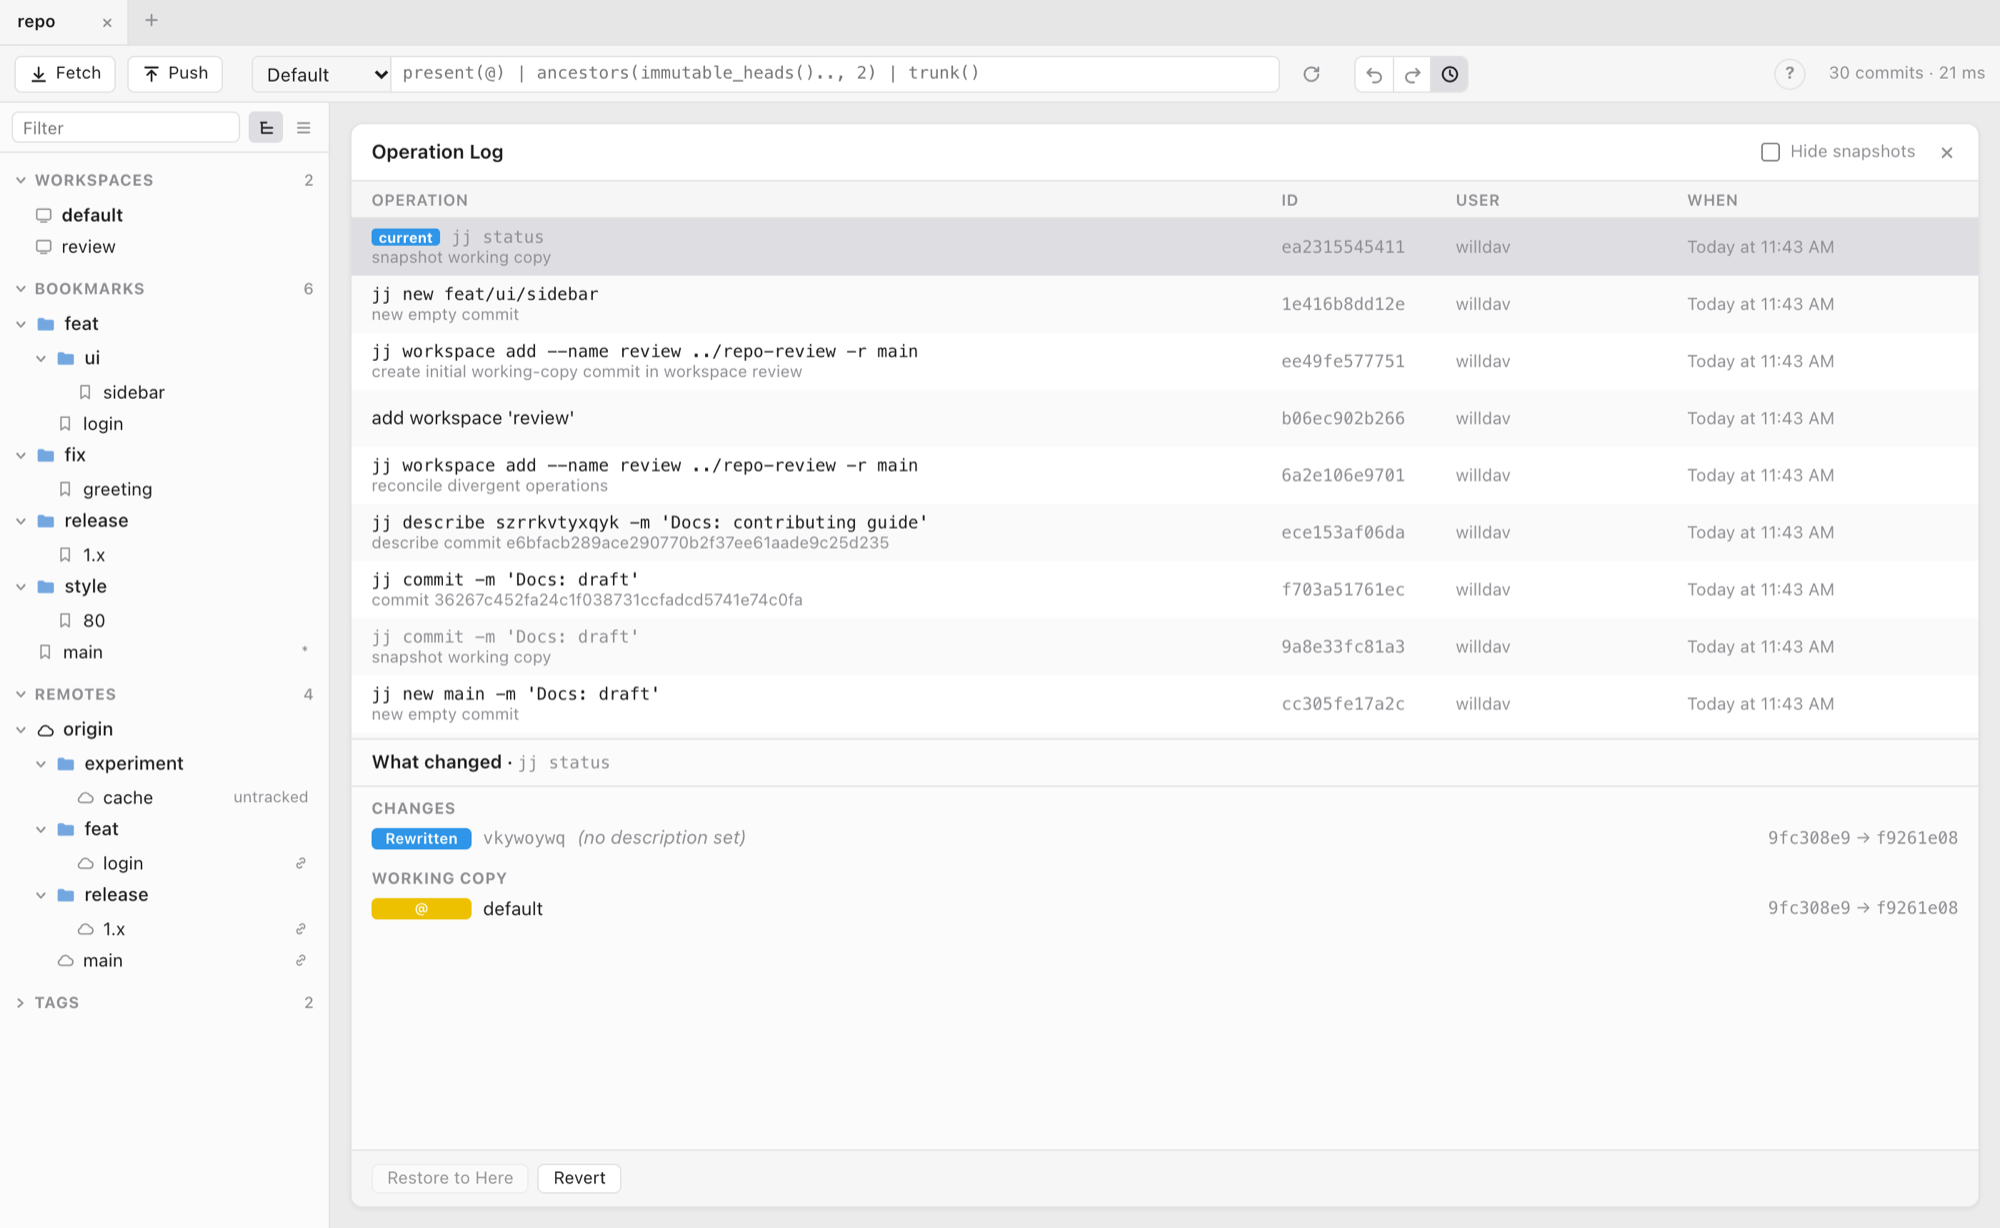 repo
Fetch
Push
Default
present(@) | ancestors(immutable_heads().., 2) | trunk()
?
30 commits · 21 ms
Filter
WORKSPACES 2
default
review
BOOKMARKS 6
feat
ui
sidebar
login
fix
greeting
release
1.x
style
80
main *
REMOTES 4
origin
experiment
cache untracked
feat
login
release
1.x
main
TAGS 2
Operation Log
Hide snapshots
OPERATION ID USER WHEN
current jj status
snapshot working copy
ea2315545411 willdav Today at 11:43 AM
jj new feat/ui/sidebar
new empty commit
1e416b8dd12e willdav Today at 11:43 AM
jj workspace add --name review ../repo-review -r main
create initial working-copy commit in workspace review
ee49fe577751 willdav Today at 11:43 AM
add workspace 'review'
b06ec902b266 willdav Today at 11:43 AM
jj workspace add --name review ../repo-review -r main
reconcile divergent operations
6a2e106e9701 willdav Today at 11:43 AM
jj describe szrrkvtyxqyk -m 'Docs: contributing guide'
describe commit e6bfacb289ace290770b2f37ee61aade9c25d235
ece153af06da willdav Today at 11:43 AM
jj commit -m 'Docs: draft'
commit 36267c452fa24c1f038731ccfadcd5741e74c0fa
f703a51761ec willdav Today at 11:43 AM
jj commit -m 'Docs: draft'
snapshot working copy
9a8e33fc81a3 willdav Today at 11:43 AM
jj new main -m 'Docs: draft'
new empty commit
cc305fe17a2c willdav Today at 11:43 AM
What changed · jj status
CHANGES
Rewritten vkywoywq (no description set) 9fc308e9 → f9261e08
WORKING COPY
@ default 9fc308e9 → f9261e08
Restore to Here
Revert